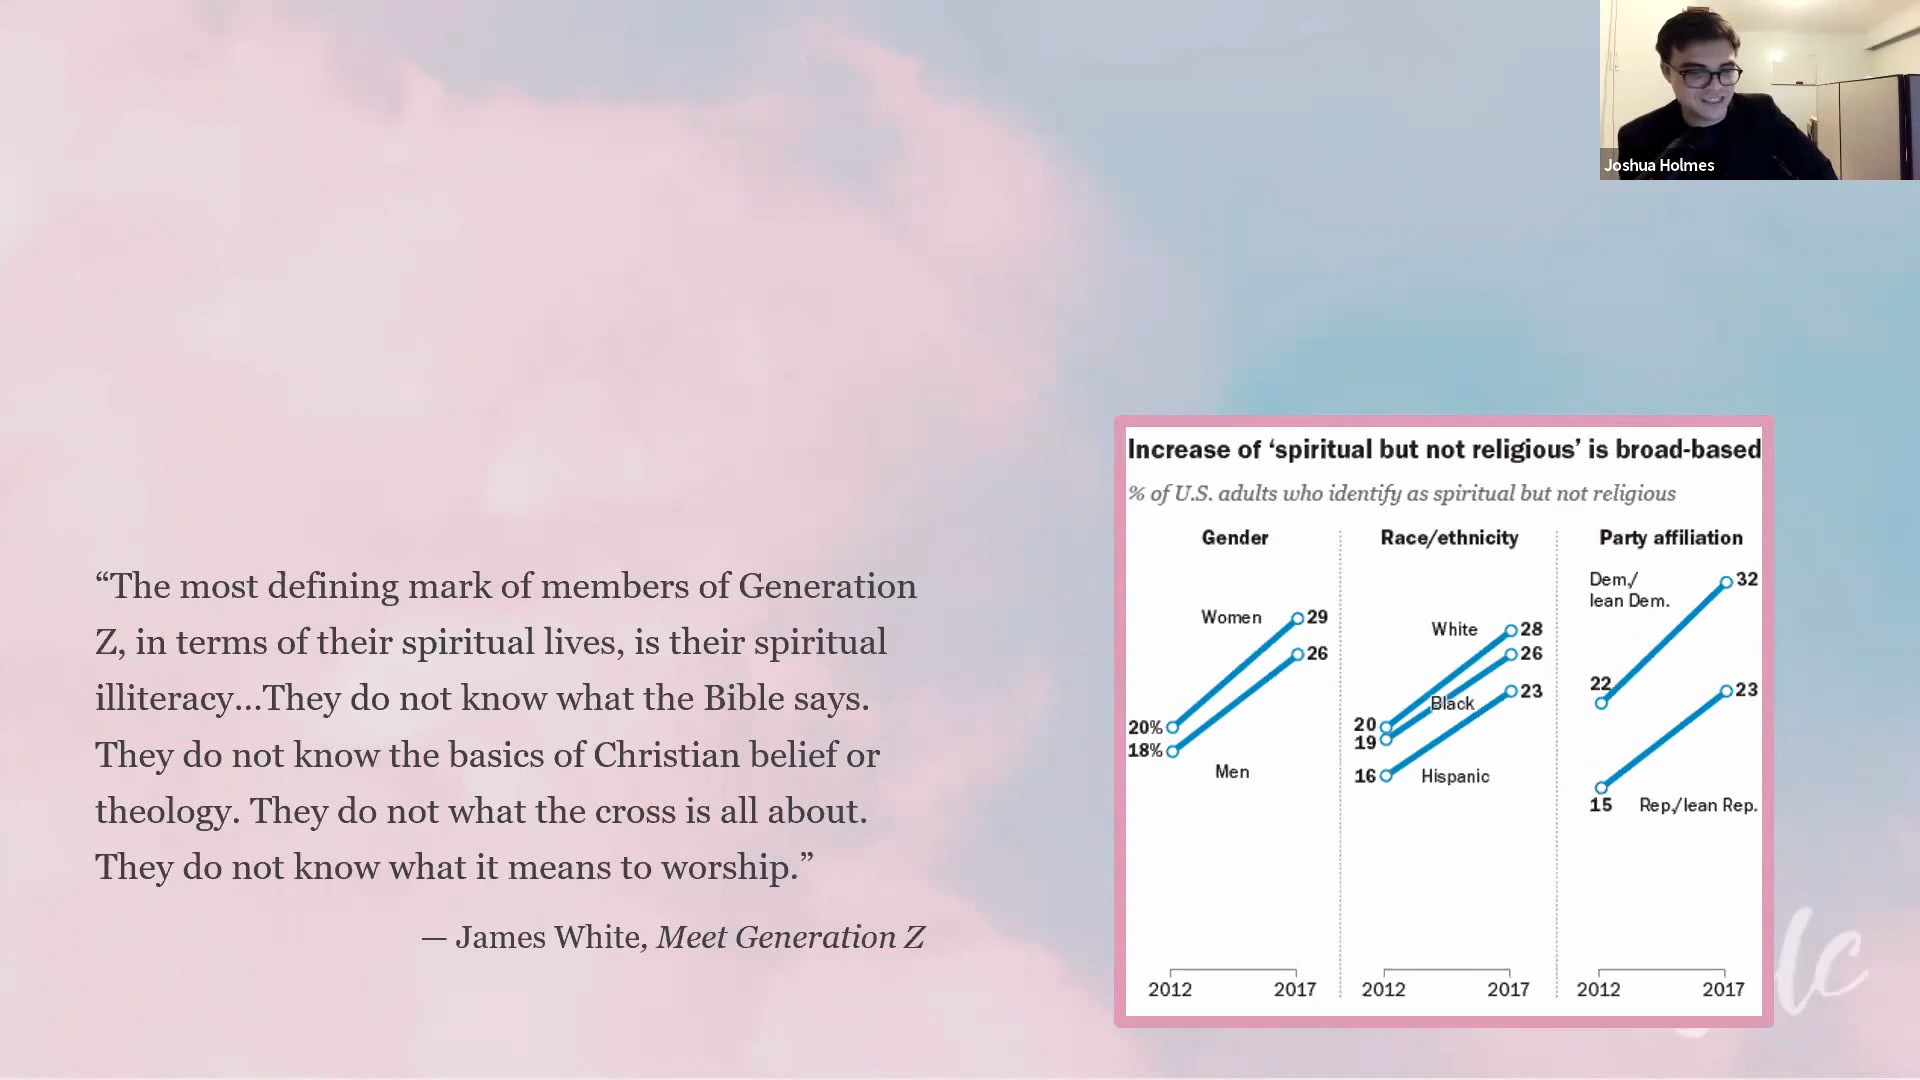 Joshua Holmes
“The most defining mark of members of Generation
Z, in terms of their spiritual lives, is their spiritual
illiteracy...They do not know what the Bible says.
They do not know the basics of Christian belief or
theology. They do not what the cross is all about.
They do not know what it means to worship.”
— James White, Meet Generation Z
Increase of ‘spiritual but not religious’ is broad-based
% of U.S. adults who identify as spiritual but not religious
Gender
Women
29
26
20%
18%
Men
2012 2017
Race/ethnicity
White
28
26
Black
23
20
19
16
Hispanic
2012 2017
Party affiliation
Dem./
lean Dem.
32
22
23
15
Rep./lean Rep.
2012 2017
lc